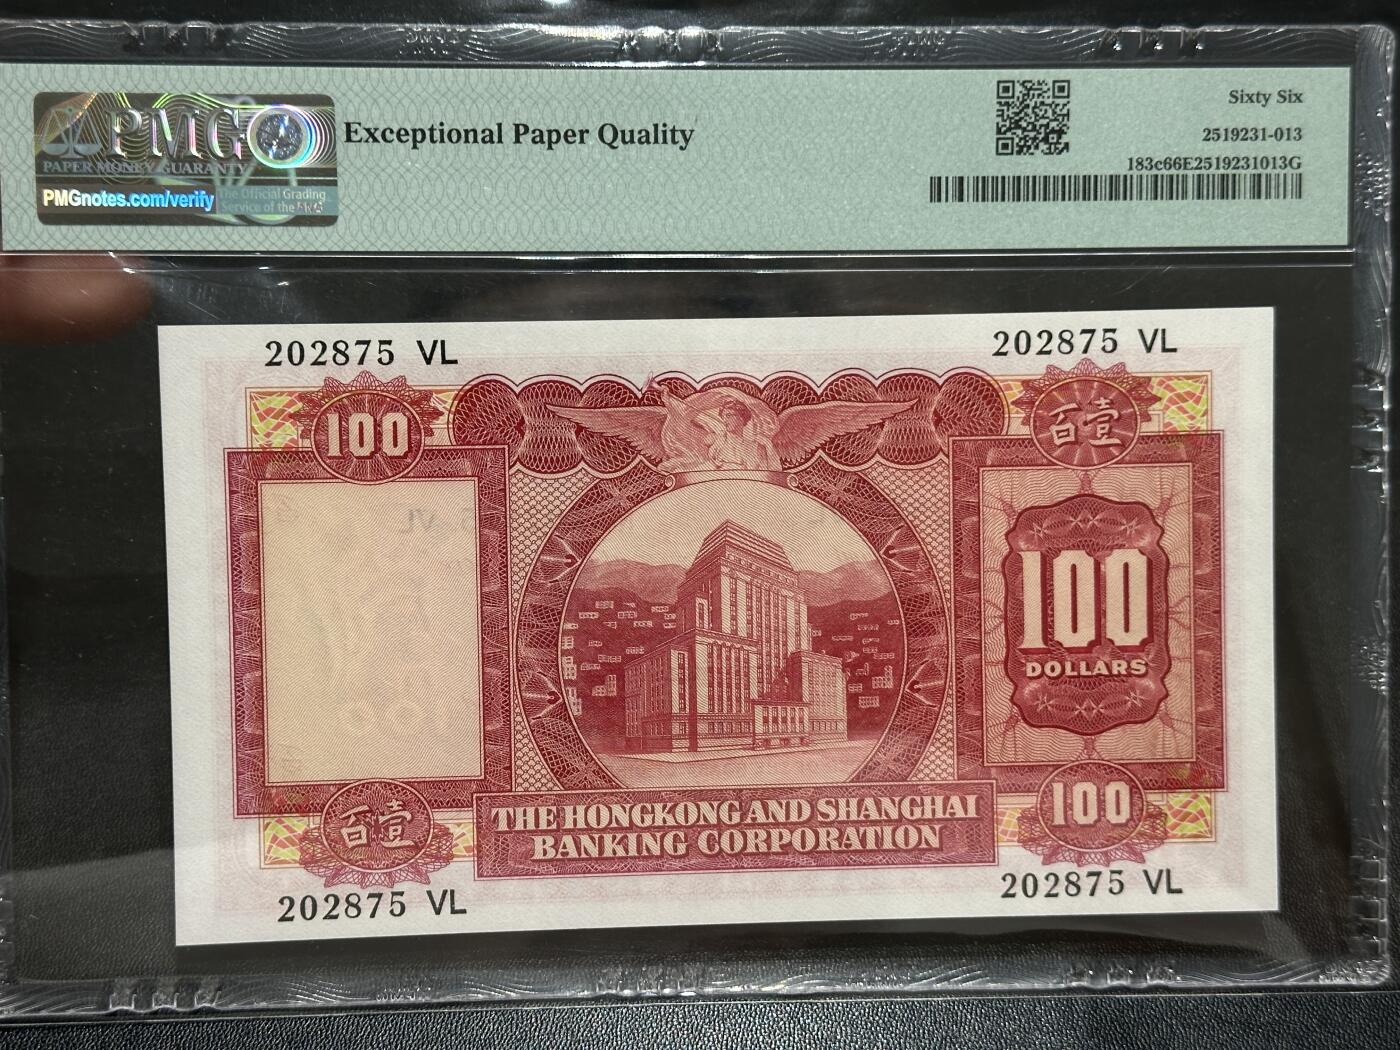 PMG
PAPER MONEY GUARANTY
PMGnotes.com/verify
The Official Grading
Service of the
Exceptional Paper Quality
Sixty Six
2519231-013
183c66E2519231013G
202875 VL
202875 VL
100
百壹
100
DOLLARS
百壹
THE HONGKONG AND SHANGHAI
BANKING CORPORATION
100
202875 VL
202875 VL